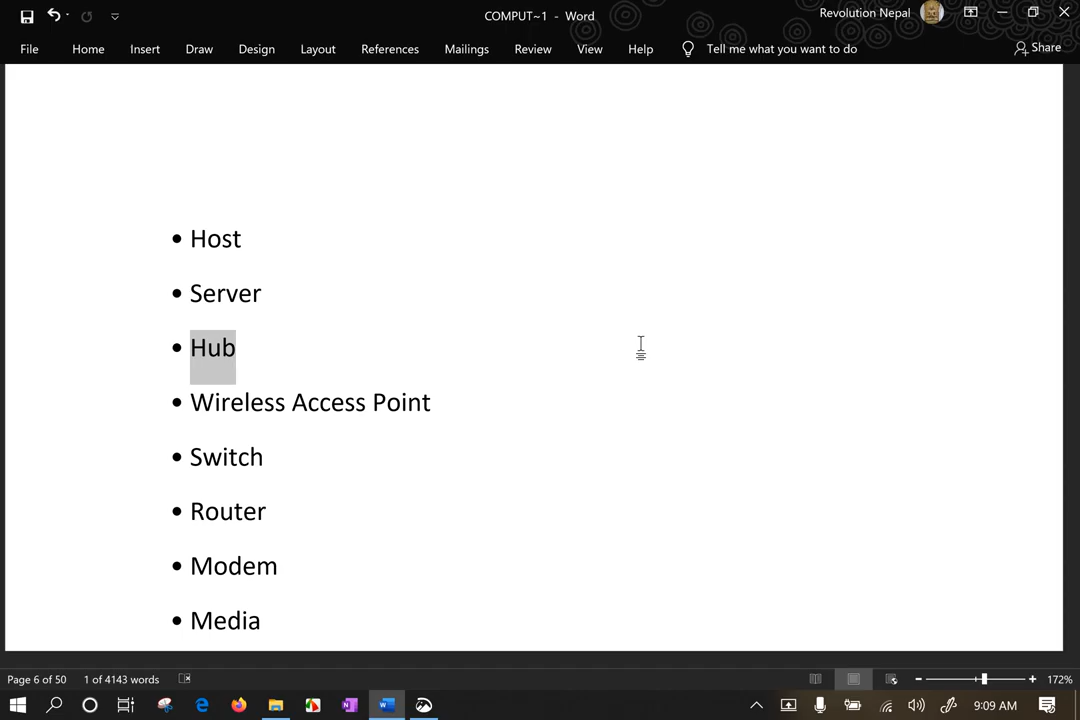 COMPUT~1 - Word
Revolution Nepal
File Home Insert Draw Design Layout References Mailings Review View Help Tell me what you want to do Share
• Host
• Server
• Hub
• Wireless Access Point
• Switch
• Router
• Modem
• Media
Page 6 of 50 1 of 4143 words 172%
9:09 AM